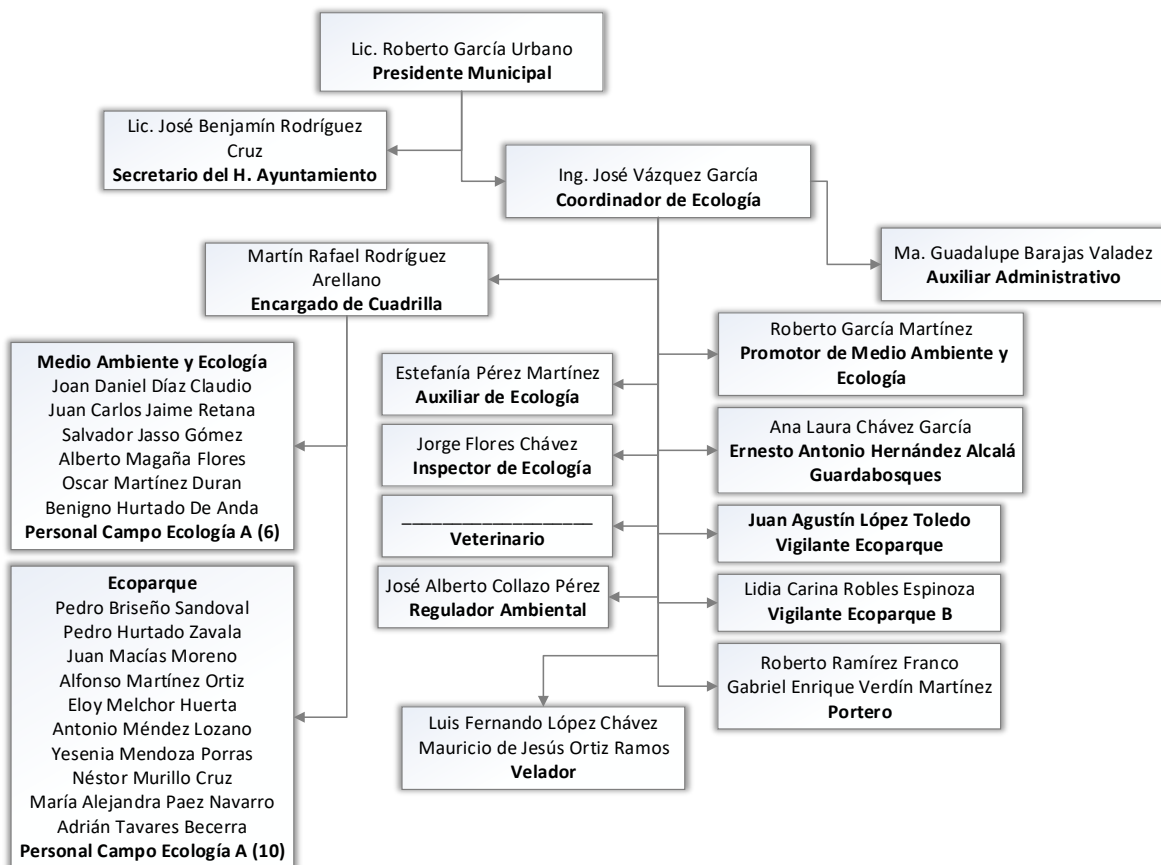 Lic. Roberto García Urbano
Presidente Municipal
Lic. José Benjamín Rodríguez
Cruz
Secretario del H. Ayuntamiento
Ing. José Vázquez García
Coordinador de Ecología
Ma. Guadalupe Barajas Valadez
Auxiliar Administrativo
Martín Rafael Rodríguez
Arellano
Encargado de Cuadrilla
Medio Ambiente y Ecología
Joan Daniel Díaz Claudio
Juan Carlos Jaime Retana
Salvador Jasso Gómez
Alberto Magaña Flores
Oscar Martínez Duran
Benigno Hurtado De Anda
Personal Campo Ecología A (6)
Ecoparque
Pedro Briseño Sandoval
Pedro Hurtado Zavala
Juan Macías Moreno
Alfonso Martínez Ortiz
Eloy Melchor Huerta
Antonio Méndez Lozano
Yesenia Mendoza Porras
Néstor Murillo Cruz
María Alejandra Paez Navarro
Adrián Tavares Becerra
Personal Campo Ecología A (10)
Estefanía Pérez Martínez
Auxiliar de Ecología
Jorge Flores Chávez
Inspector de Ecología
____________________
Veterinario
José Alberto Collazo Pérez
Regulador Ambiental
Roberto García Martínez
Promotor de Medio Ambiente y
Ecología
Ana Laura Chávez García
Ernesto Antonio Hernández Alcalá
Guardabosques
Juan Agustín López Toledo
Vigilante Ecoparque
Lidia Carina Robles Espinoza
Vigilante Ecoparque B
Roberto Ramírez Franco
Gabriel Enrique Verdín Martínez
Portero
Luis Fernando López Chávez
Mauricio de Jesús Ortiz Ramos
Velador